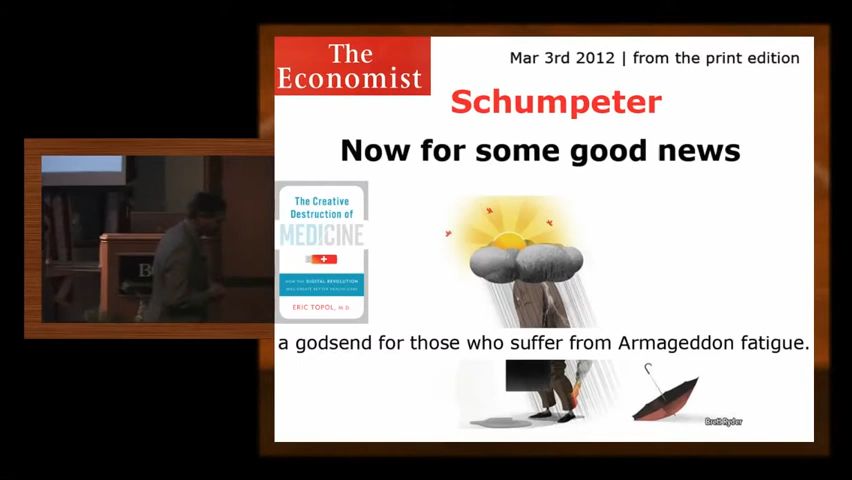 The
Economist
Mar 3rd 2012 | from the print edition
Schumpeter
Now for some good news
The Creative
Destruction of
MEDICINE
HOW THE DIGITAL REVOLUTION
WILL CREATE BETTER HEALTH CARE
ERIC TOPOL, M.D.
a godsend for those who suffer from Armageddon fatigue.
Brett Ryder